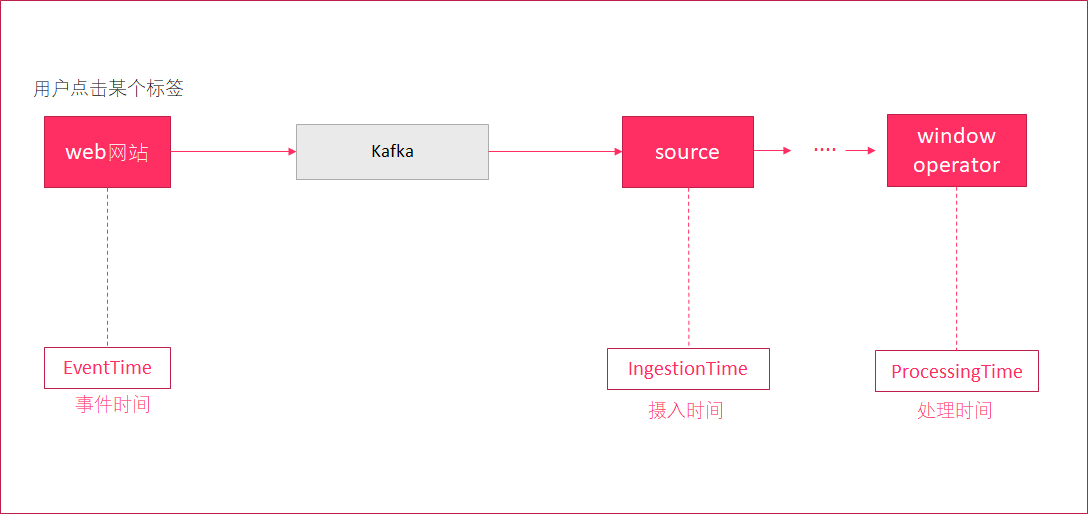 用户点击某个标签
web网站
Kafka
source
....
window
operator
EventTime
事件时间
IngestionTime
摄入时间
ProcessingTime
处理时间